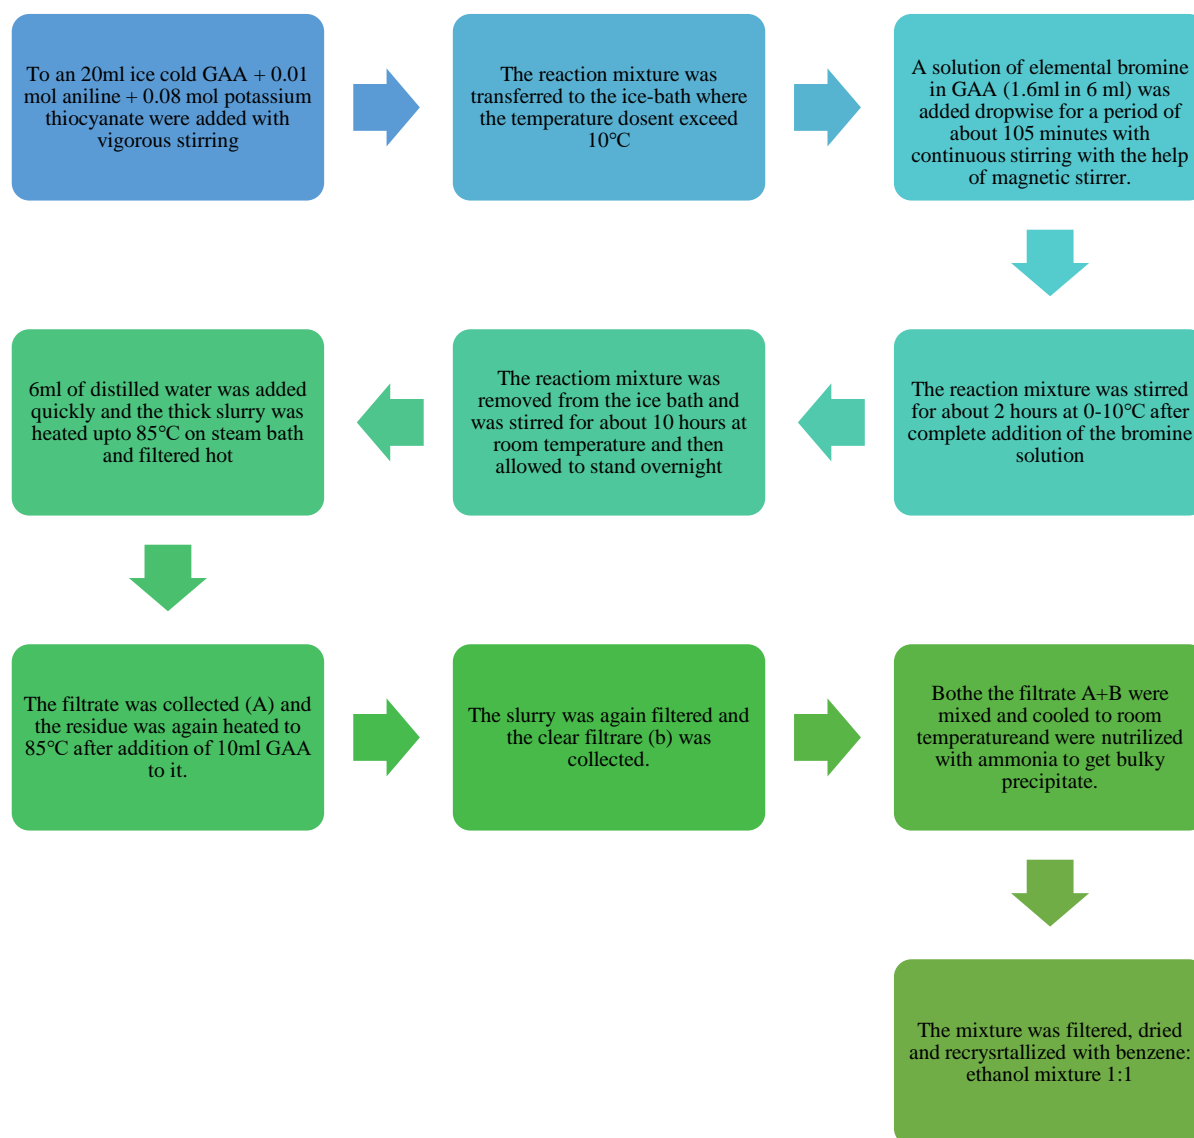 To an 20ml ice cold GAA + 0.01
mol aniline + 0.08 mol potassium
thiocyanate were added with
vigorous stirring
The reaction mixture was
transferred to the ice-bath where
the temperature dosent exceed
10℃
A solution of elemental bromine
in GAA (1.6ml in 6 ml) was
added dropwise for a period of
about 105 minutes with
continuous stirring with the help
of magnetic stirrer.
The reaction mixture was stirred
for about 2 hours at 0-10℃ after
complete addition of the bromine
solution
The reactiom mixture was
removed from the ice bath and
was stirred for about 10 hours at
room temperature and then
allowed to stand overnight
6ml of distilled water was added
quickly and the thick slurry was
heated upto 85℃ on steam bath
and filtered hot
The filtrate was collected (A) and
the residue was again heated to
85℃ after addition of 10ml GAA
to it.
The slurry was again filtered and
the clear filtrare (b) was
collected.
Bothe the filtrate A+B were
mixed and cooled to room
temperatureand were nutrilized
with ammonia to get bulky
precipitate.
The mixture was filtered, dried
and recrysrtallized with benzene:
ethanol mixture 1:1